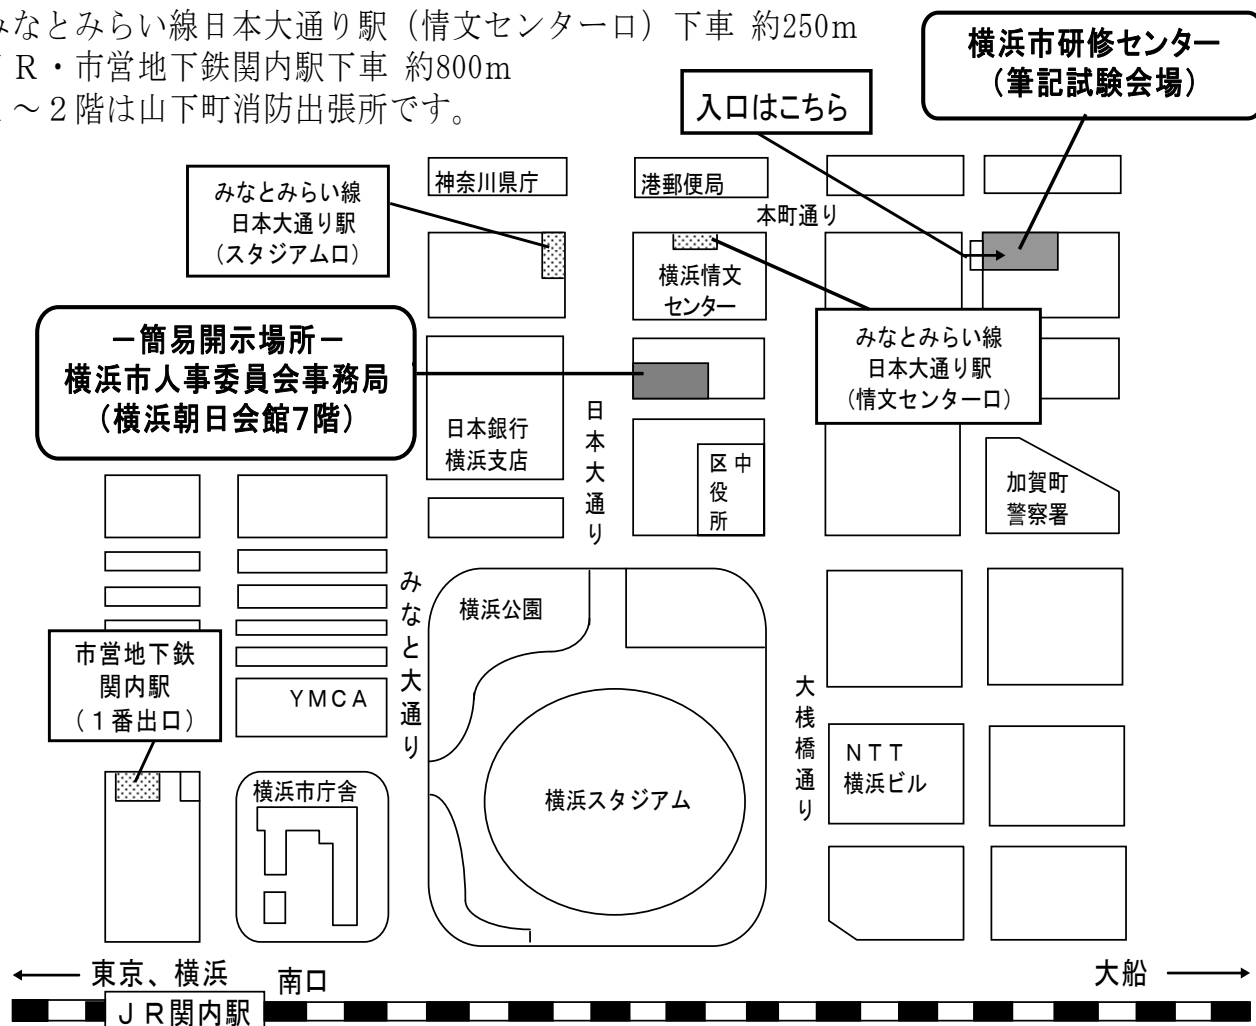 みなとみらい線日本大通り駅（情文センター口）下車 約250m
Ｒ・市営地下鉄関内駅下車 約800m
～２階は山下町消防出張所です。
横浜市研修センター
（筆記試験会場）
入口はこちら
みなとみらい線
日本大通り駅
（スタジアム口）
神奈川県庁
港郵便局
本町通り
横浜情文
センター
－簡易開示場所－
横浜市人事委員会事務局
（横浜朝日会館7階）
みなとみらい線
日本大通り駅
（情文センター口）
日本銀行
横浜支店
日本大通り
中区役所
加賀町
警察署
みなと大通り
横浜公園
市営地下鉄
関内駅
（１番出口）
ＹＭＣＡ
大桟橋通り
ＮＴＴ
横浜ビル
横浜市庁舎
横浜スタジアム
東京、横浜
南口
大船
ＪＲ関内駅